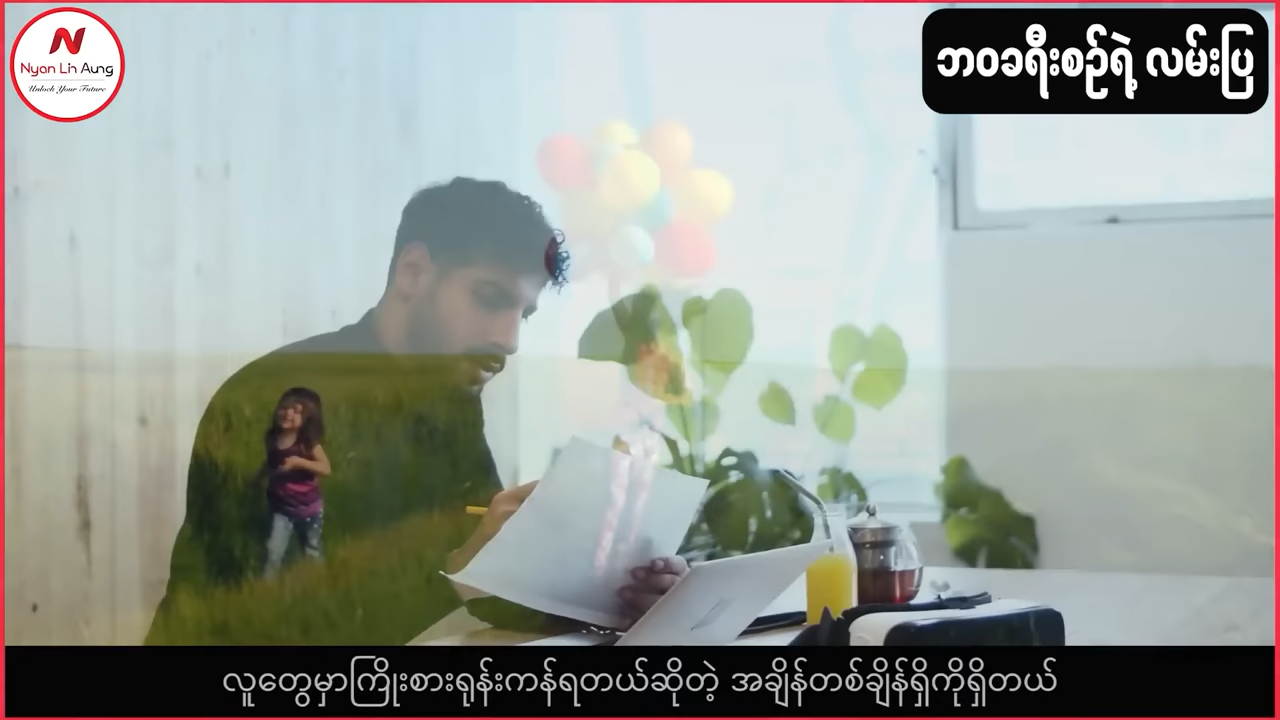 Nyan Lin Aung
Unlock Your Future
ဘဝခရီးစဉ်ရဲ့ လမ်းပြ
လူတွေမှာကြိုးစားရုန်းကန်ရတယ်ဆိုတဲ့ အချိန်တစ်ချိန်ရှိကိုရှိတယ်